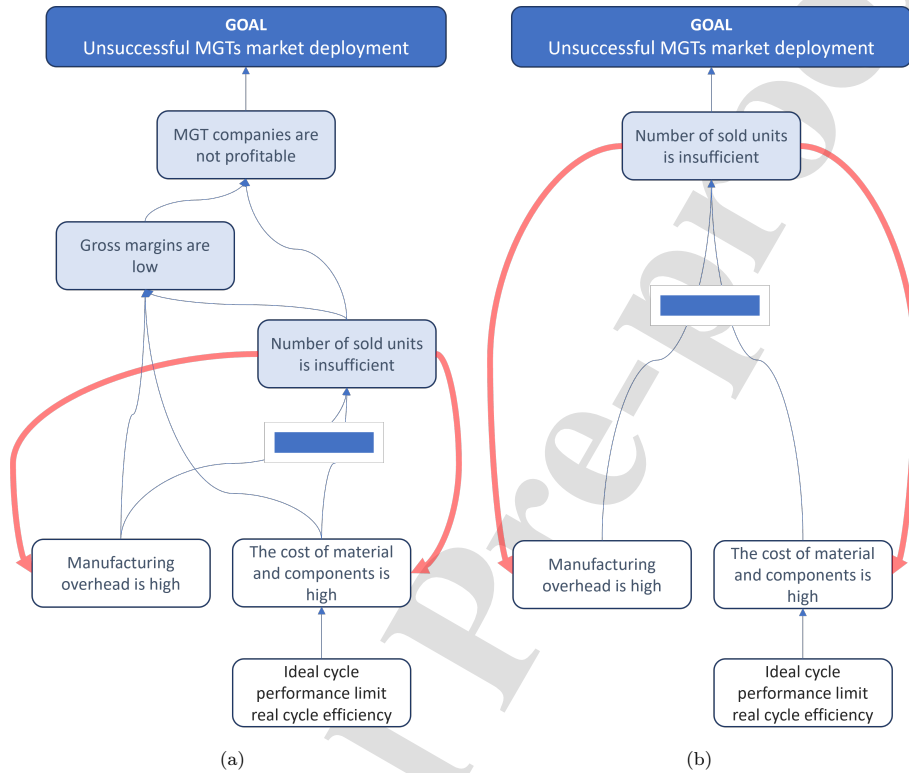 GOAL
Unsuccessful MGTs market deployment
MGT companies are
not profitable
Gross margins are
low
Number of sold units
is insufficient
Manufacturing
overhead is high
The cost of material
and components is
high
Ideal cycle
performance limit
real cycle efficiency
(a)
GOAL
Unsuccessful MGTs market deployment
Number of sold units
is insufficient
Manufacturing
overhead is high
The cost of material
and components is
high
Ideal cycle
performance limit
real cycle efficiency
(b)
Pre-proo